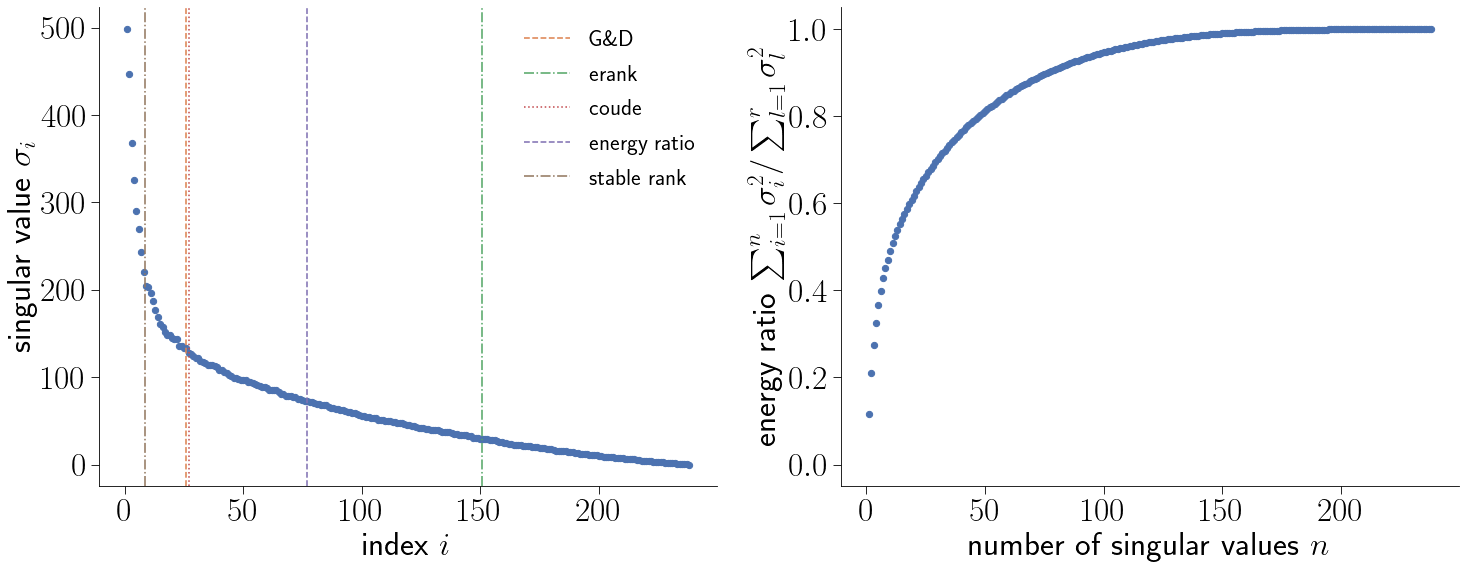 500
400
300
200
100
0
singular value σ_i
0 50 100 150 200
index i
G&D
erank
coude
energy ratio
stable rank
1.0
0.8
0.6
0.4
0.2
0.0
energy ratio ∑_{i=1}^{n} σ_i^2 / ∑_{l=1}^{r} σ_l^2
0 50 100 150 200
number of singular values n